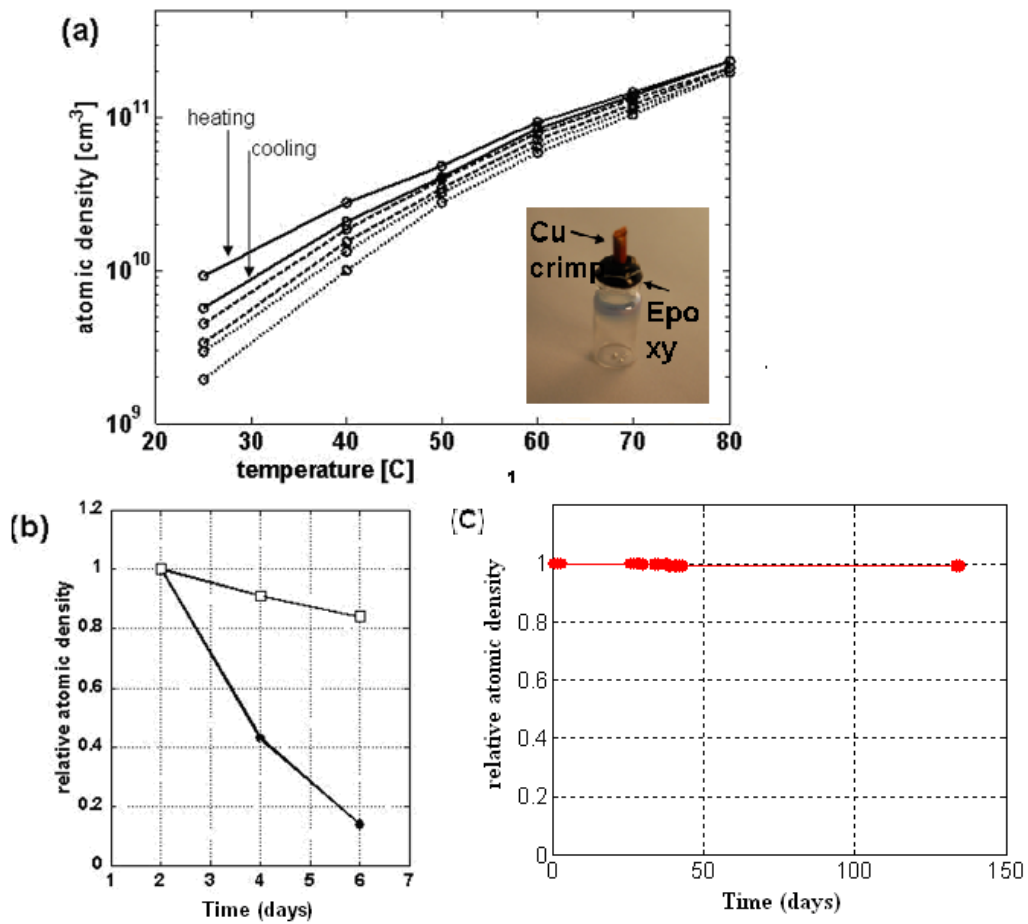 (a)
atomic density [cm⁻³]
10¹¹
10¹⁰
10⁹
heating
cooling
Cu
crimp
Epo
xy
20 30 40 50 60 70 80
temperature [C]
1
(b)
relative atomic density
1.2
1
0.8
0.6
0.4
0.2
0
1 2 3 4 5 6 7
Time (days)
(C)
relative atomic density
1
0.8
0.6
0.4
0.2
0
0 50 100 150
Time (days)